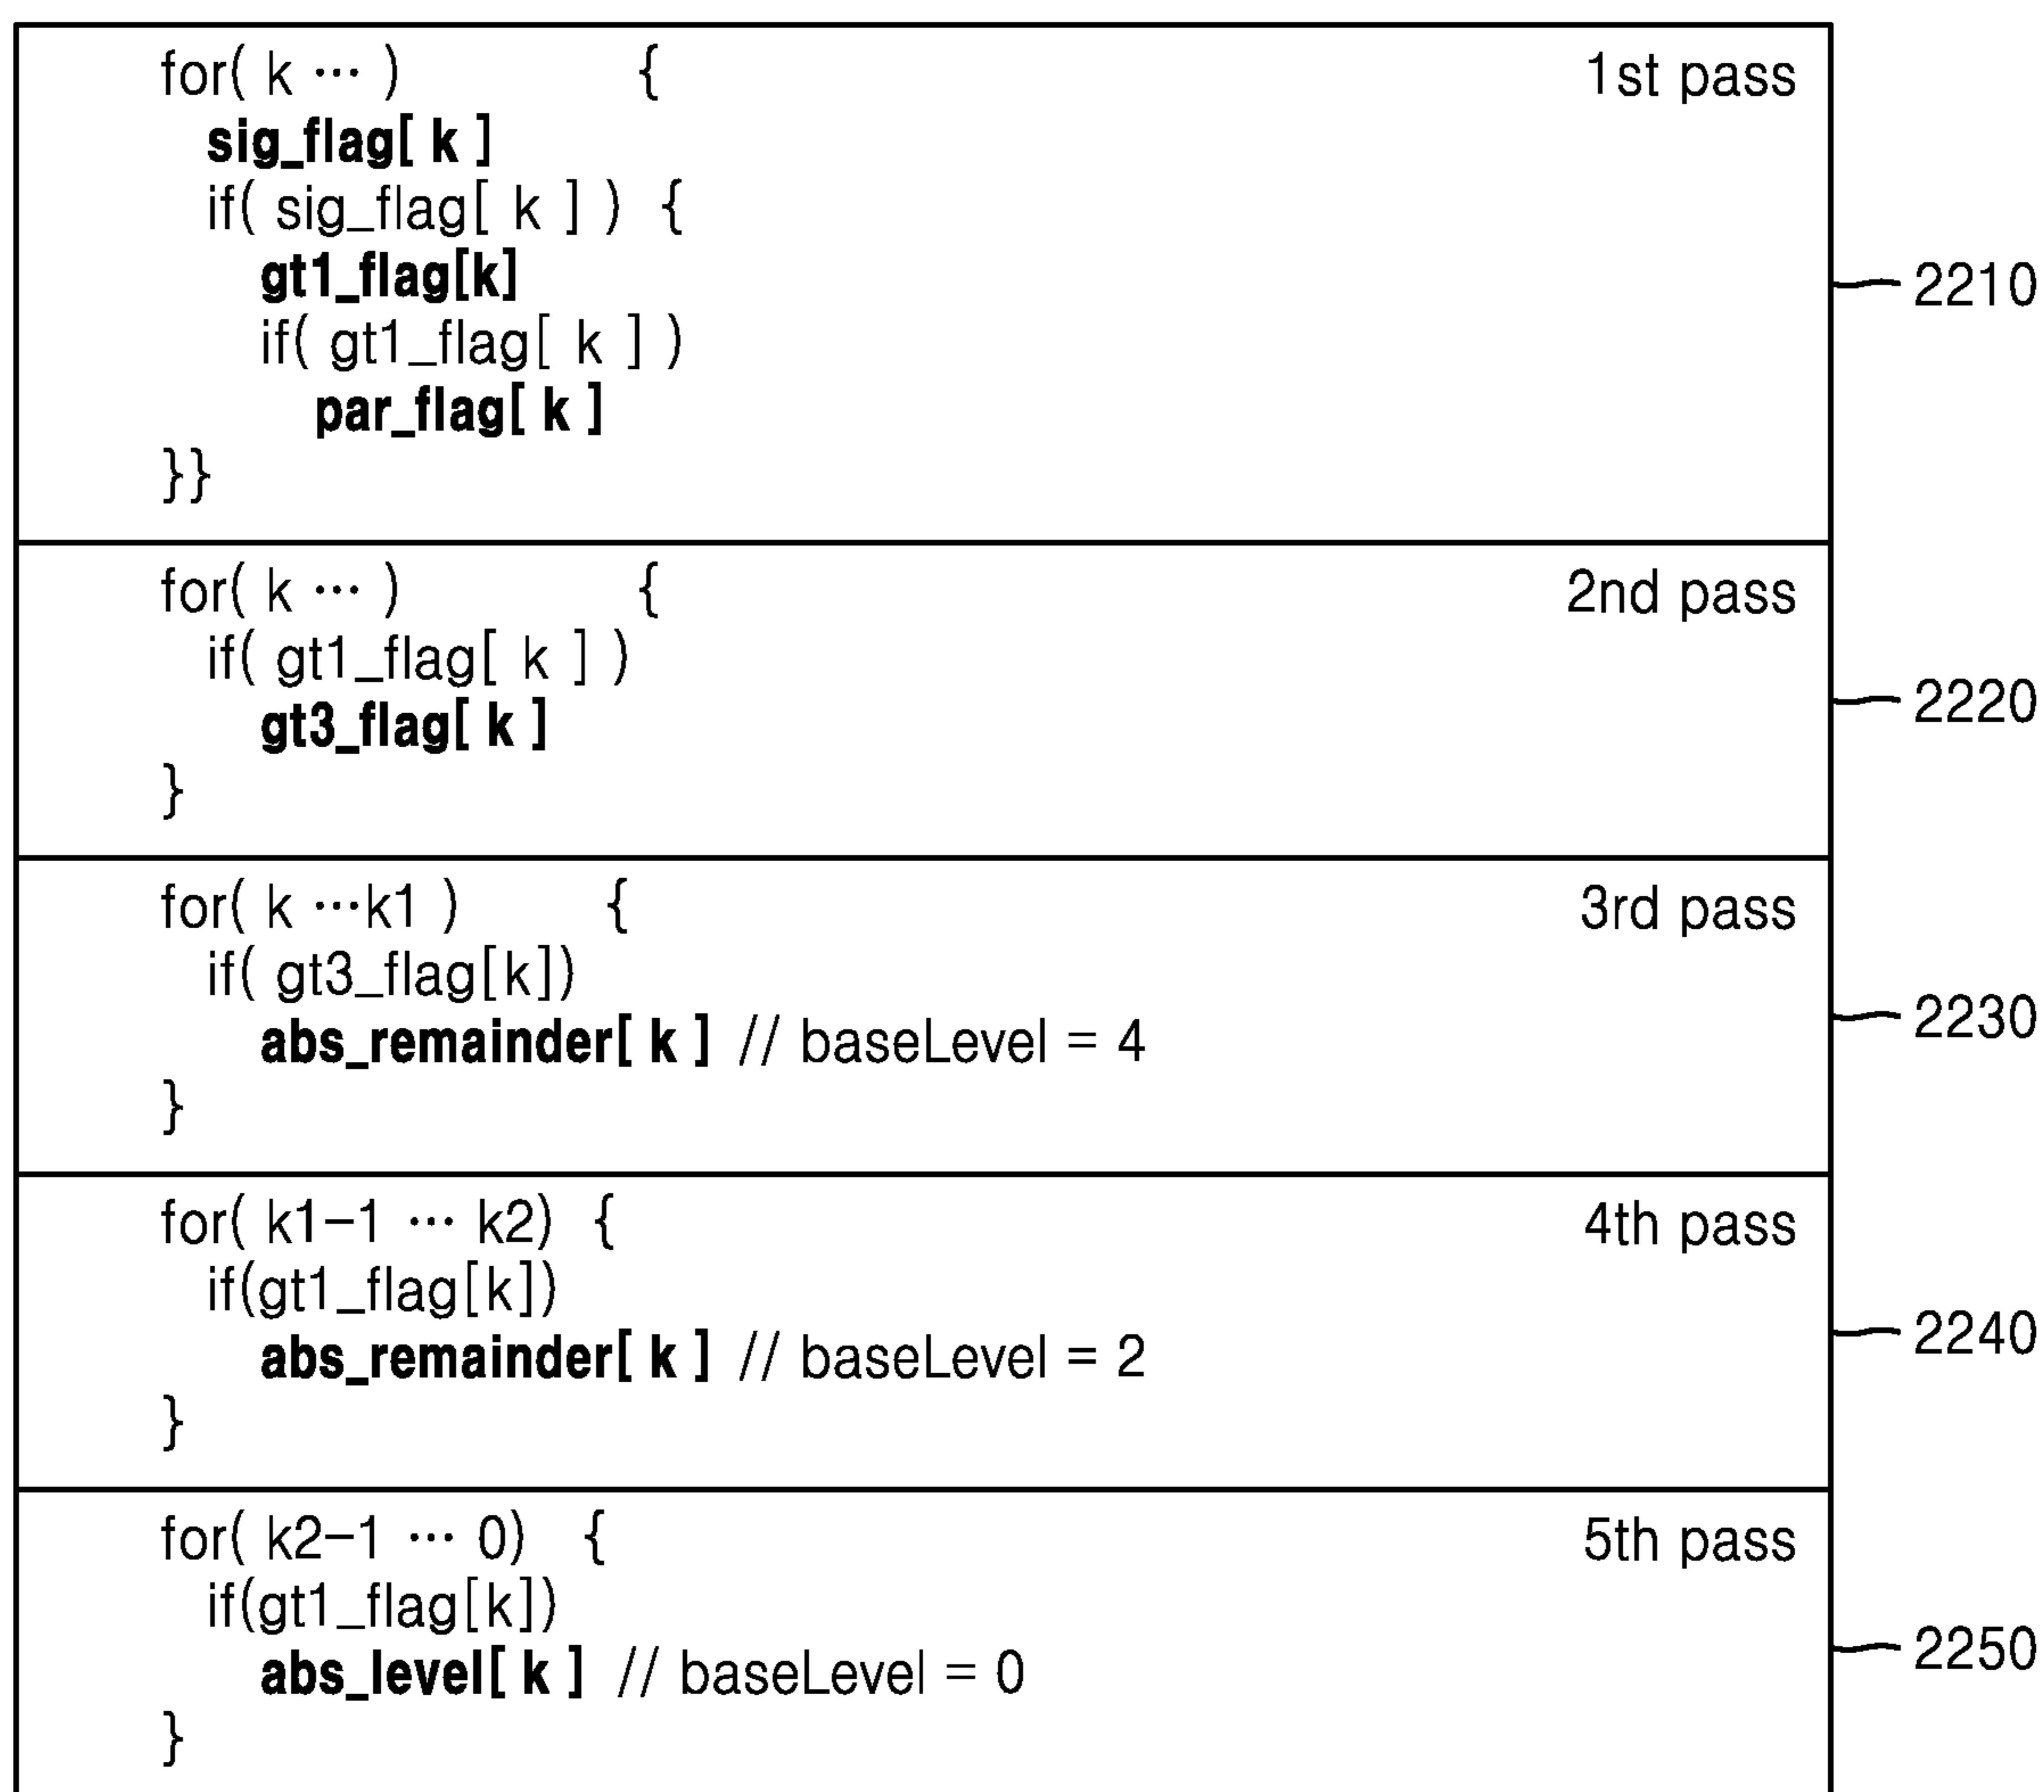 for( k ⋯ ) { 1st pass
sig_flag[ k ]
if( sig_flag[ k ] ) {
gt1_flag[k]
if( gt1_flag[ k ] )
par_flag[ k ]
}}
2210
for( k ⋯ ) { 2nd pass
if( gt1_flag[ k ] )
gt3_flag[ k ]
}
2220
for( k ⋯k1 ) { 3rd pass
if( gt3_flag[k])
abs_remainder[ k ] // baseLevel = 4
}
2230
for( k1-1 ⋯ k2) { 4th pass
if(gt1_flag[k])
abs_remainder[ k ] // baseLevel = 2
}
2240
for( k2-1 ⋯ 0) { 5th pass
if(gt1_flag[k])
abs_level[ k ] // baseLevel = 0
}
2250